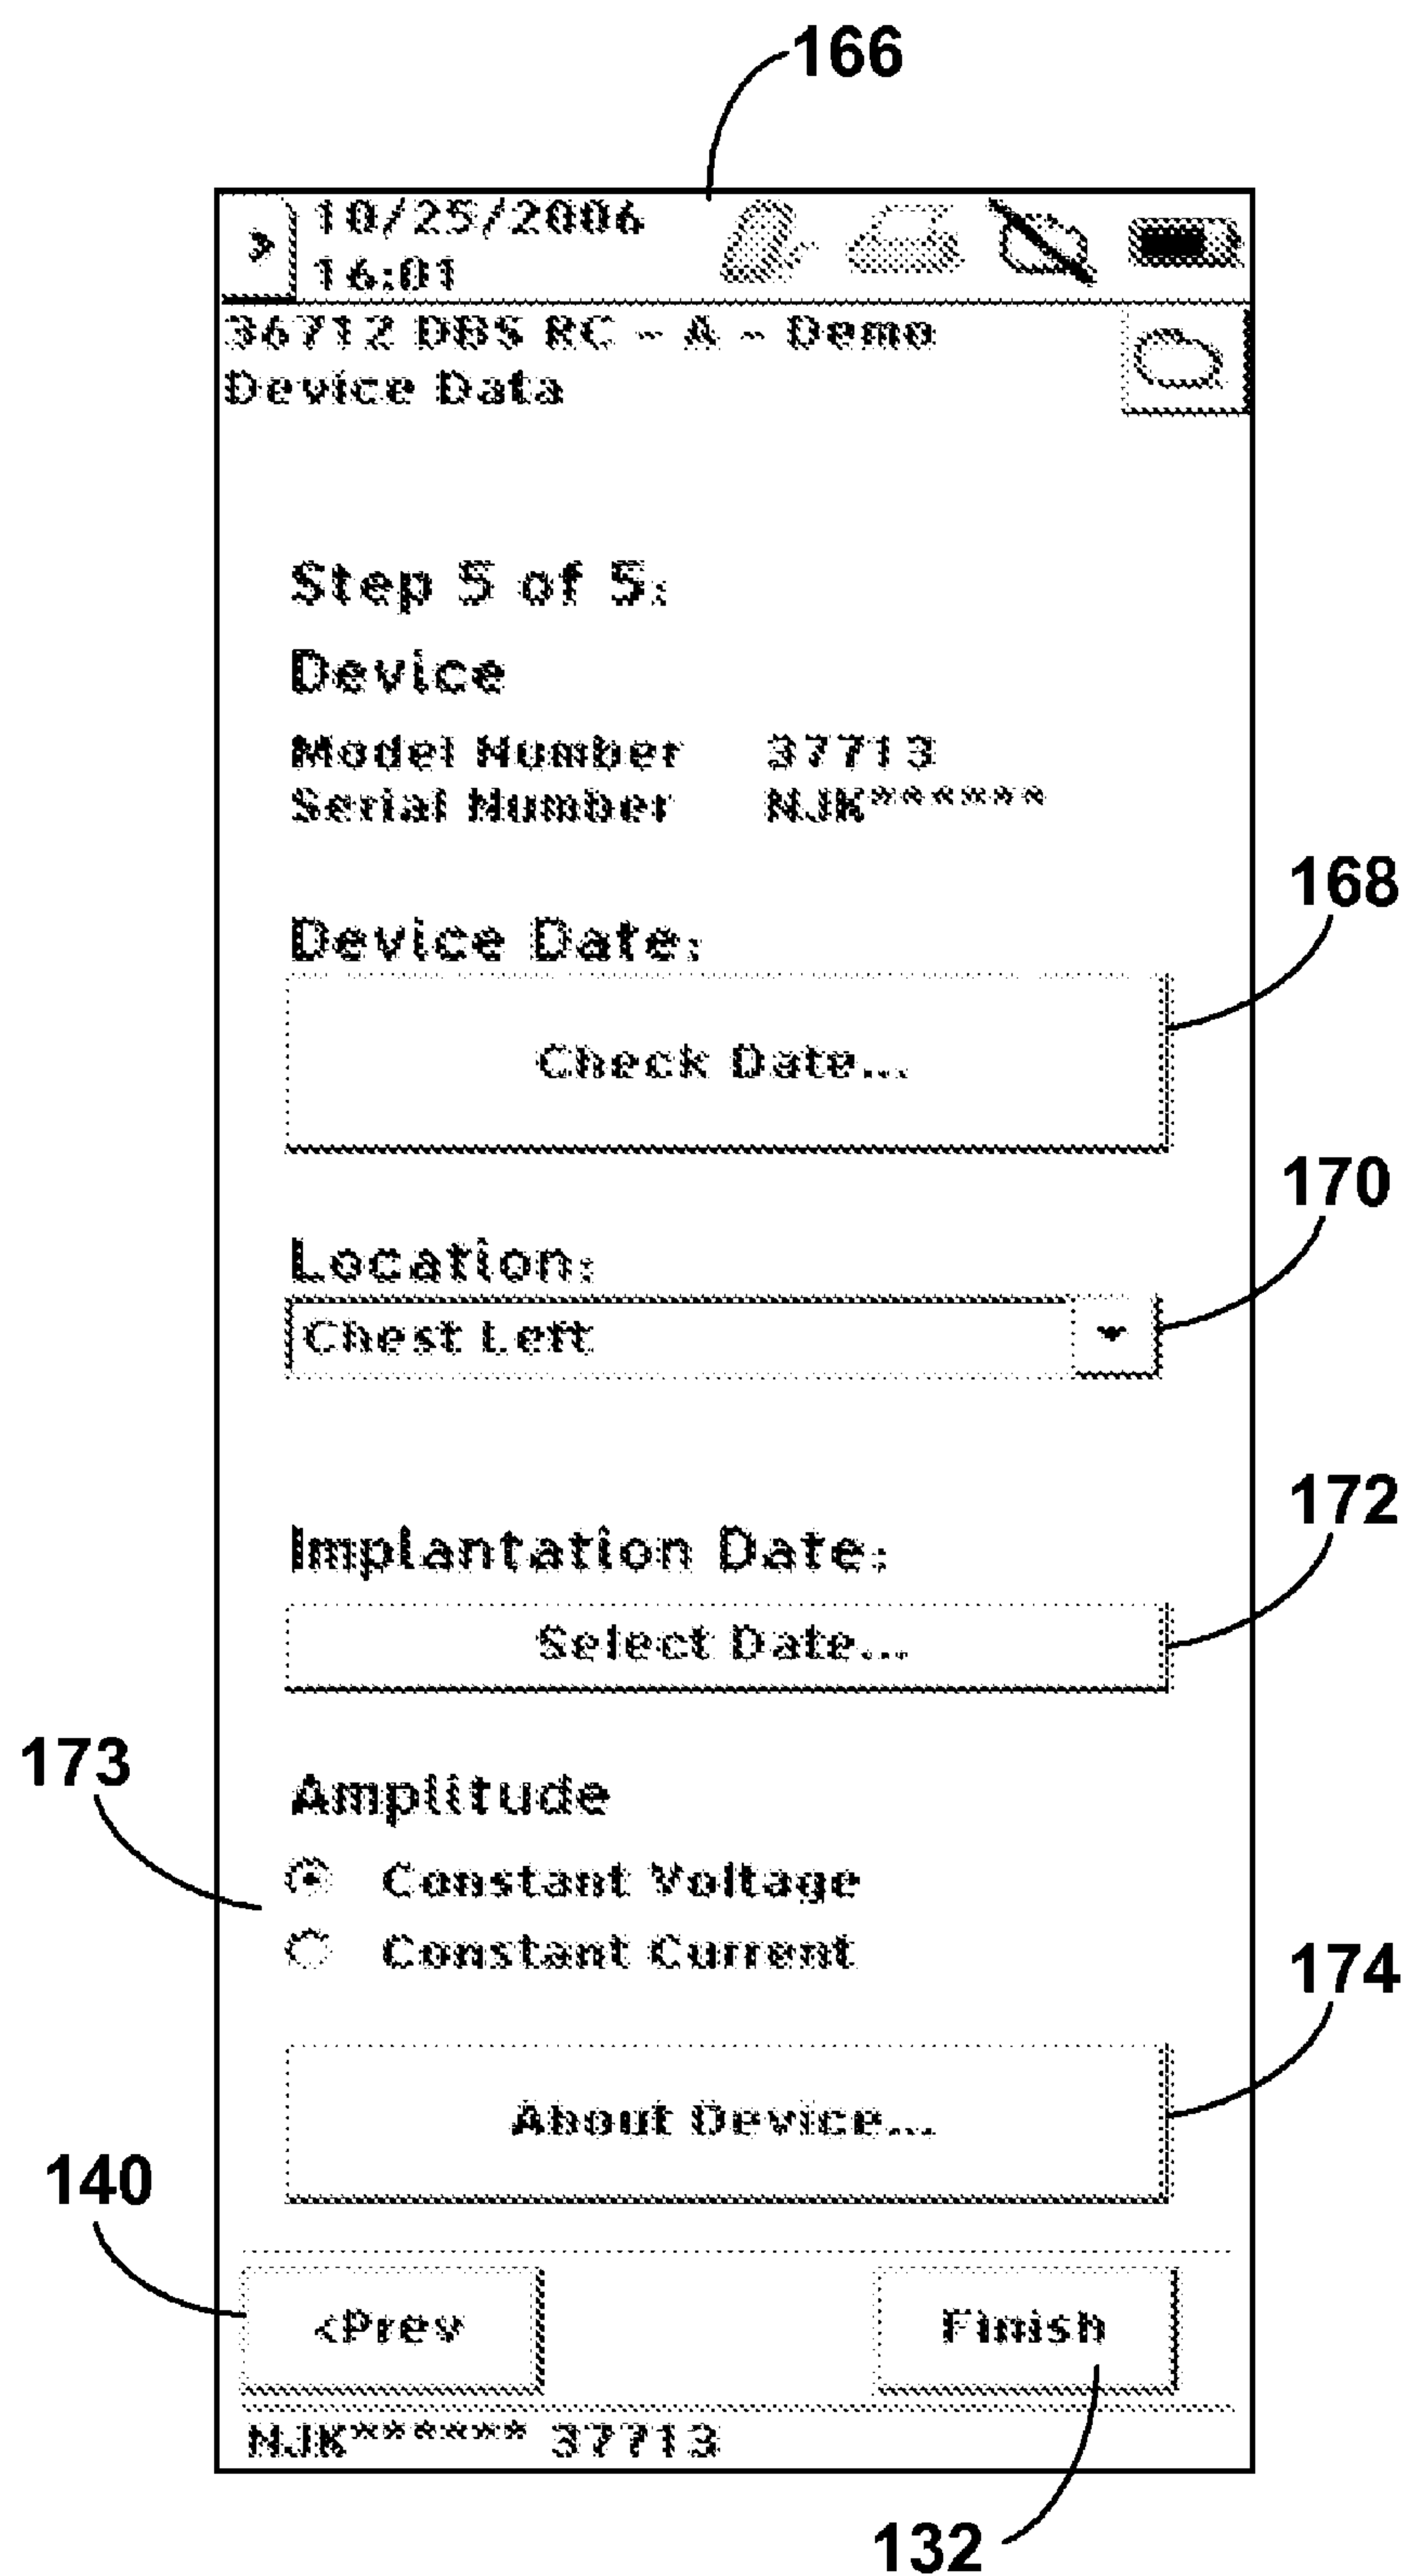 166
10/25/2006
16:01
36712 DBS RC - A - Demo
Device Data
Step 5 of 5:
Device
Model Number 37713
Serial Number NJK******
168
Device Date:
Check Date...
170
Location:
Chest Left
172
Implantation Date:
Select Date...
173
Amplitude
Constant Voltage
Constant Current
174
About Device...
140
<Prev Finish
NJK****** 37713
132